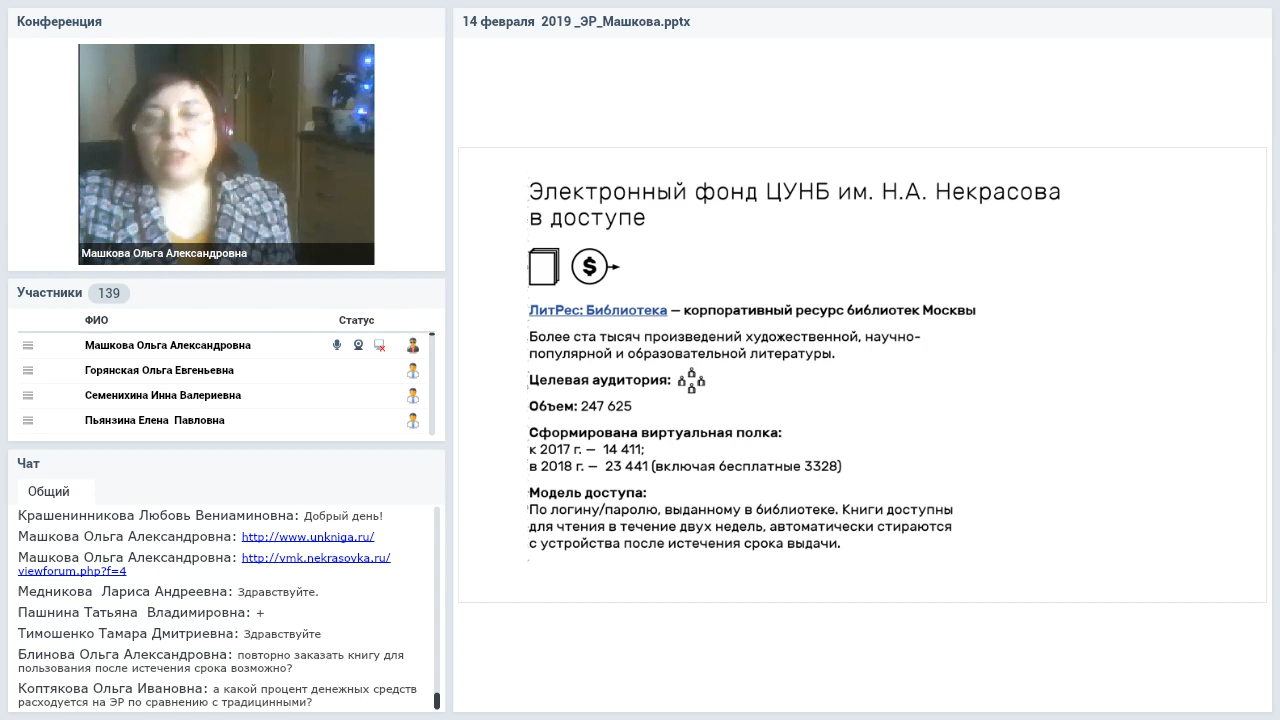 Конференция
Машкова Ольга Александровна
Участники 139
ФИО Статус
Машкова Ольга Александровна
Горянская Ольга Евгеньевна
Семенихина Инна Валериевна
Пьянзина Елена Павловна
Чат
Общий
Крашенинникова Любовь Вениаминовна: Добрый день!
Машкова Ольга Александровна: http://www.unkniga.ru/
Машкова Ольга Александровна: http://vmk.nekrasovka.ru/
viewforum.php?f=4
Медникова Лариса Андреевна: Здравствуйте.
Пашнина Татьяна Владимировна: +
Тимошенко Тамара Дмитриевна: Здравствуйте
Блинова Ольга Александровна: повторно заказать книгу для
пользования после истечения срока возможно?
Коптякова Ольга Ивановна: а какой процент денежных средств
расходуется на ЭР по сравнению с традицинными?
14 февраля 2019 _ЭР_Машкова.pptx
Электронный фонд ЦУНБ им. Н.А. Некрасова
в доступе
$
ЛитРес: Библиотека – корпоративный ресурс библиотек Москвы
Более ста тысяч произведений художественной, научно-
популярной и образовательной литературы.
Целевая аудитория:
Объем: 247 625
Сформирована виртуальная полка:
к 2017 г. – 14 411;
в 2018 г. – 23 441 (включая бесплатные 3328)
Модель доступа:
По логину/паролю, выданному в библиотеке. Книги доступны
для чтения в течение двух недель, автоматически стираются
с устройства после истечения срока выдачи.